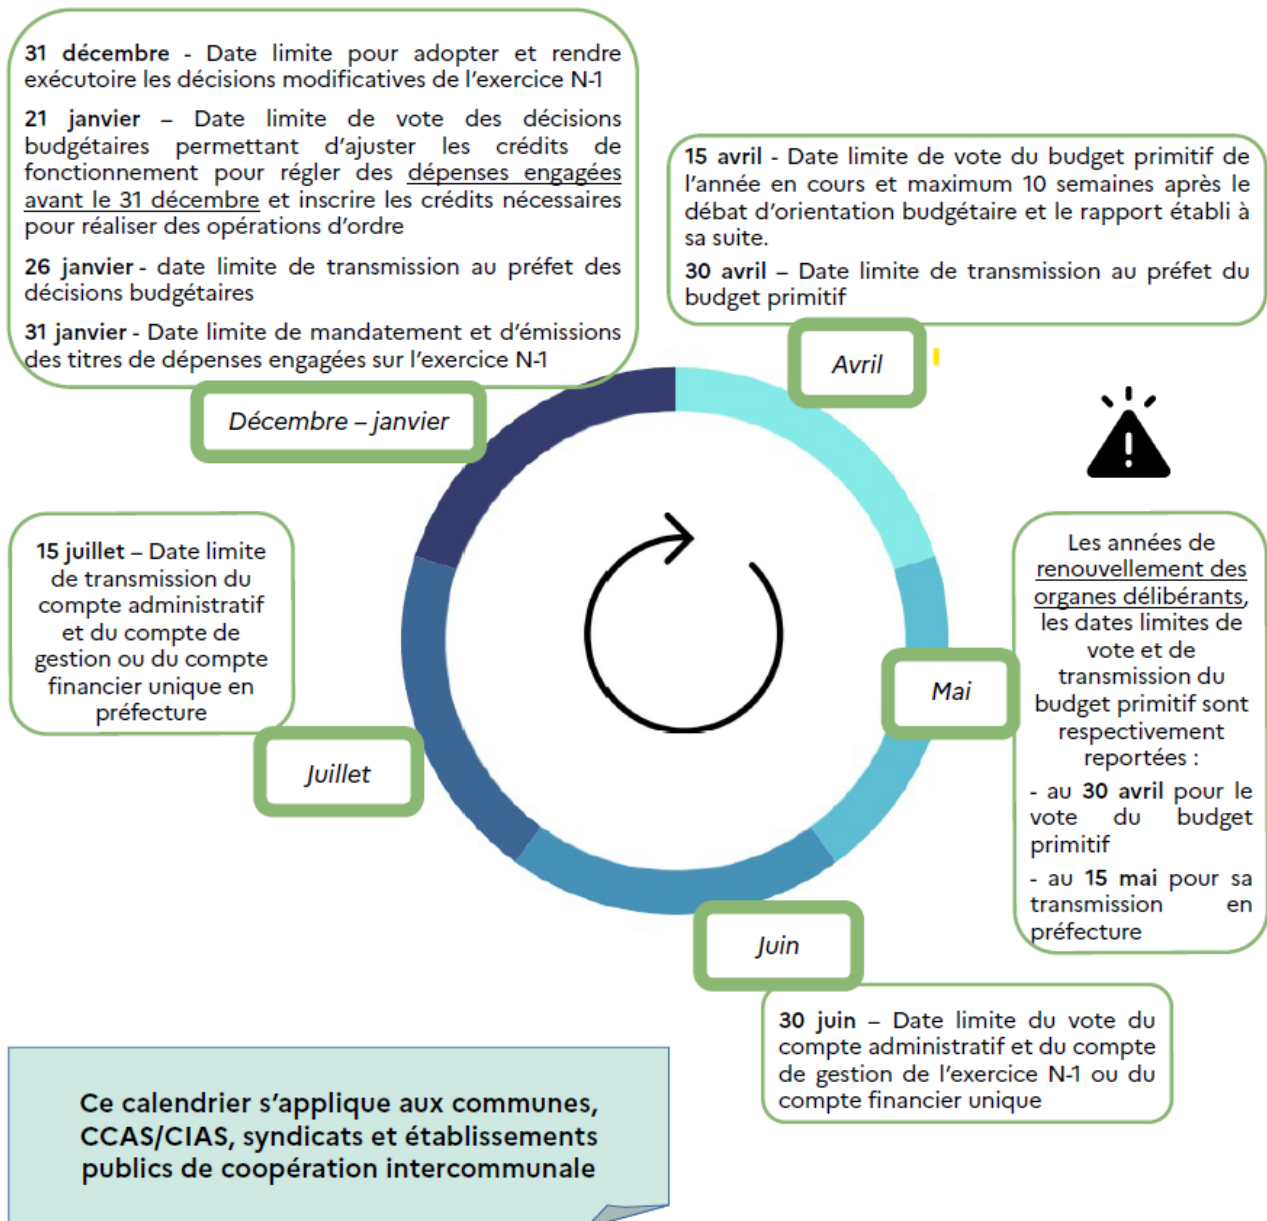 31 décembre - Date limite pour adopter et rendre
exécutoire les décisions modificatives de l'exercice N-1
21 janvier – Date limite de vote des décisions
budgétaires permettant d'ajuster les crédits de
fonctionnement pour régler des dépenses engagées
avant le 31 décembre et inscrire les crédits nécessaires
pour réaliser des opérations d'ordre
26 janvier - date limite de transmission au préfet des
décisions budgétaires
31 janvier - Date limite de mandatement et d'émissions
des titres de dépenses engagées sur l'exercice N-1
Décembre – janvier
15 avril - Date limite de vote du budget primitif de
l'année en cours et maximum 10 semaines après le
débat d'orientation budgétaire et le rapport établi à
sa suite.
30 avril – Date limite de transmission au préfet du
budget primitif
Avril
Les années de
renouvellement des
organes délibérants,
les dates limites de
vote et de
transmission du
budget primitif sont
respectivement
reportées :
- au 30 avril pour le
vote du budget
primitif
- au 15 mai pour sa
transmission en
préfecture
Mai
15 juillet – Date limite
de transmission du
compte administratif
et du compte de
gestion ou du compte
financier unique en
préfecture
Juillet
Juin
30 juin – Date limite du vote du
compte administratif et du compte
de gestion de l'exercice N-1 ou du
compte financier unique
Ce calendrier s'applique aux communes,
CCAS/CIAS, syndicats et établissements
publics de coopération intercommunale